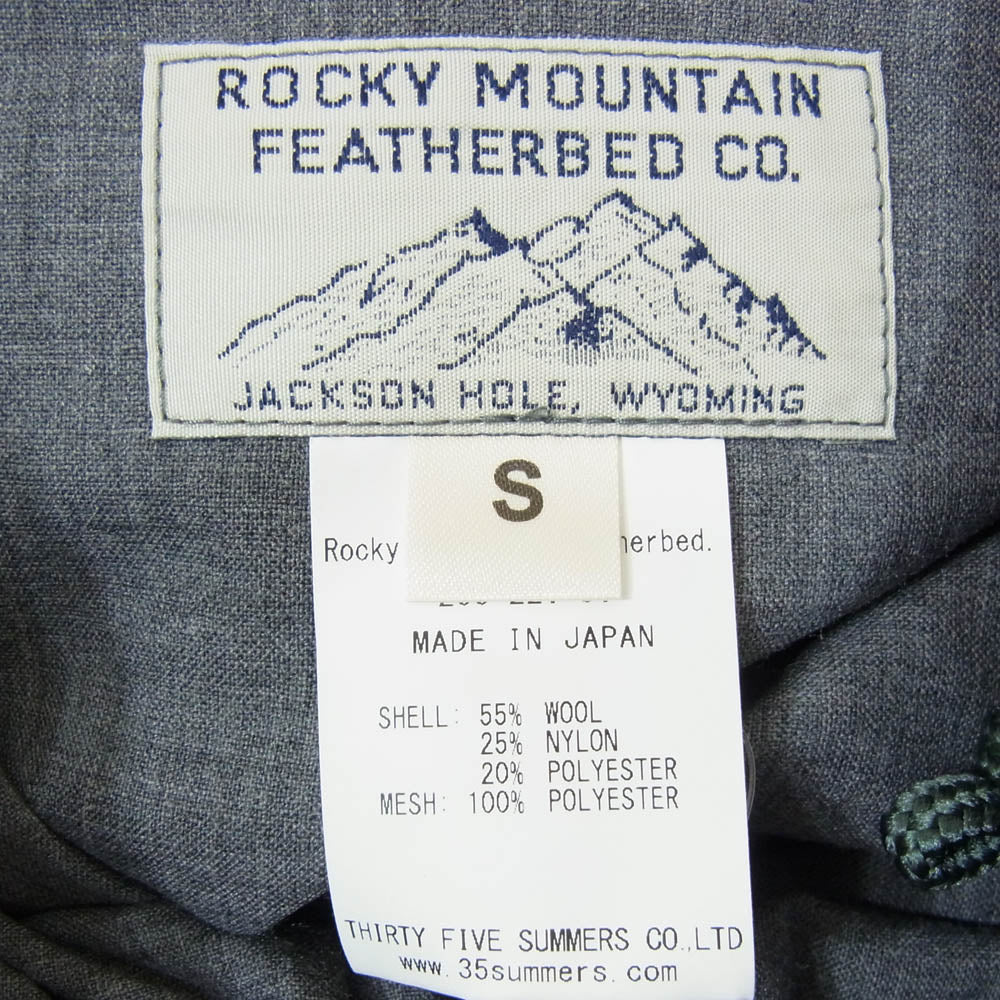 ROCKY MOUNTAIN
FEATHERBED CO.
JACKSON HOLE, WYOMING
S
Rocky
MADE IN JAPAN
SHELL: 55% WOOL
25% NYLON
20% POLYESTER
MESH: 100% POLYESTER
THIRTY FIVE SUMMERS CO.,LTD
www.35summers.com